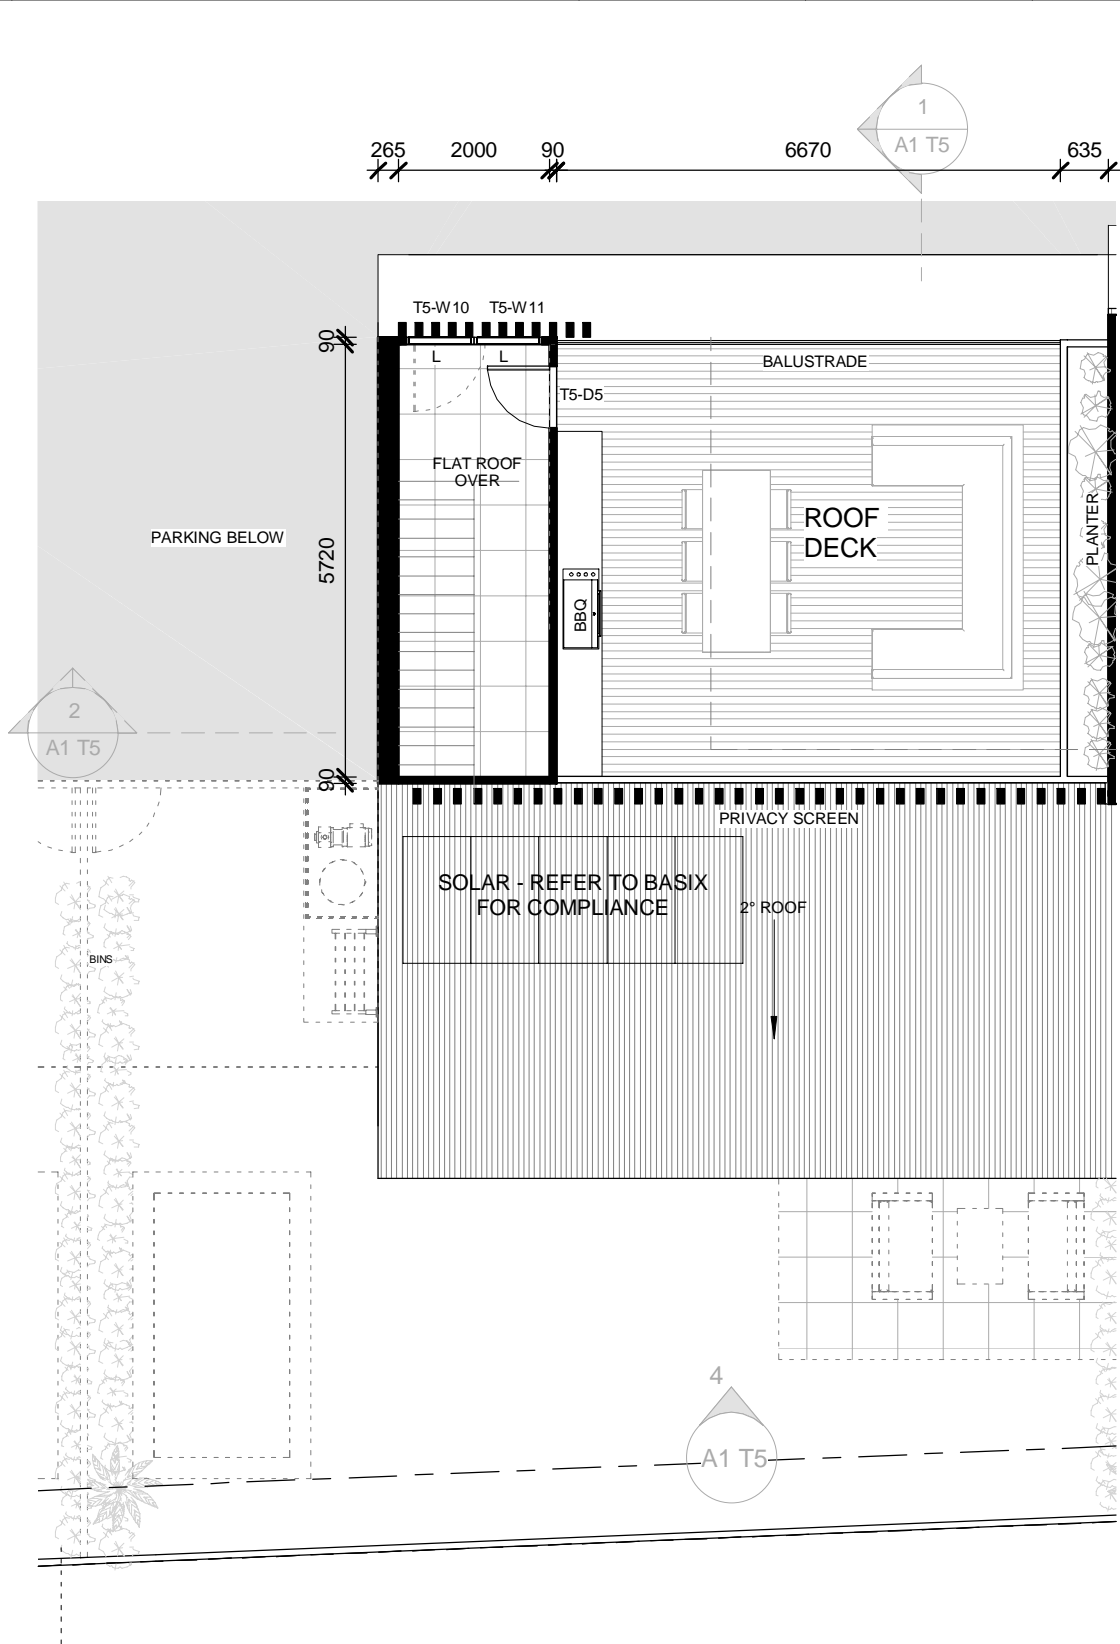 1
A1 T5
265 2000 90 6670 635
T5-W10 T5-W11
90
L L
BALUSTRADE
T5-D5
FLAT ROOF
OVER
ROOF
DECK
PLANTER
PARKING BELOW
5720
BBQ
2
A1 T5
90
PRIVACY SCREEN
SOLAR - REFER TO BASIX
FOR COMPLIANCE
2° ROOF
BINS
4
A1 T5